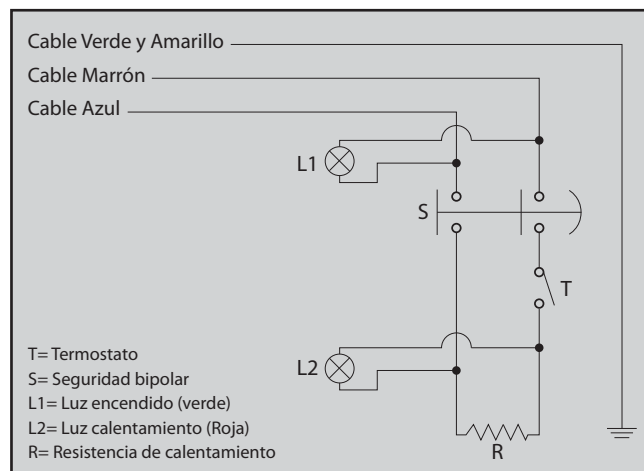 Cable Verde y Amarillo
Cable Marrón
Cable Azul
L1
S
T
L2
R
T= Termostato
S= Seguridad bipolar
L1= Luz encendido (verde)
L2= Luz calentamiento (Roja)
R= Resistencia de calentamiento